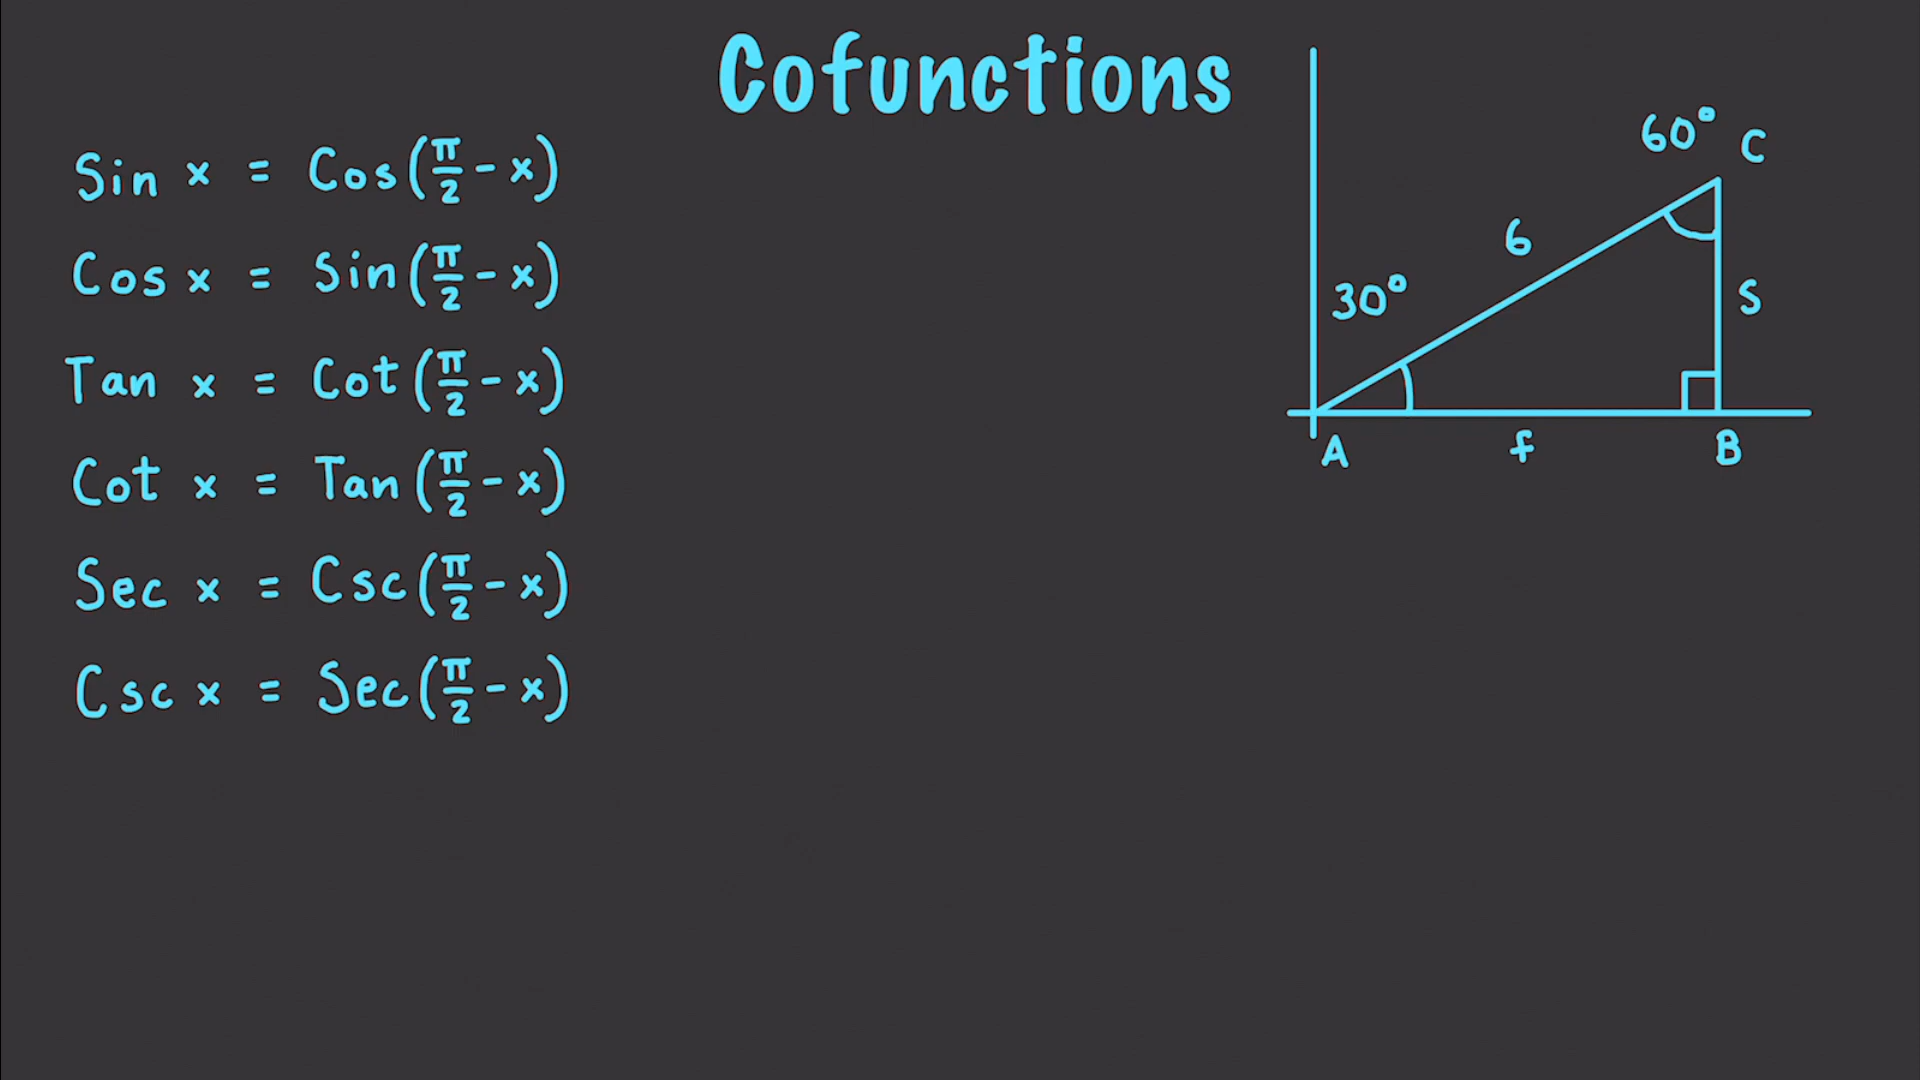 Cofunctions
Sin x = Cos(π/2 - x)
Cos x = Sin(π/2 - x)
Tan x = Cot(π/2 - x)
Cot x = Tan(π/2 - x)
Sec x = Csc(π/2 - x)
Csc x = Sec(π/2 - x)
60° C
6
30°
S
A f B